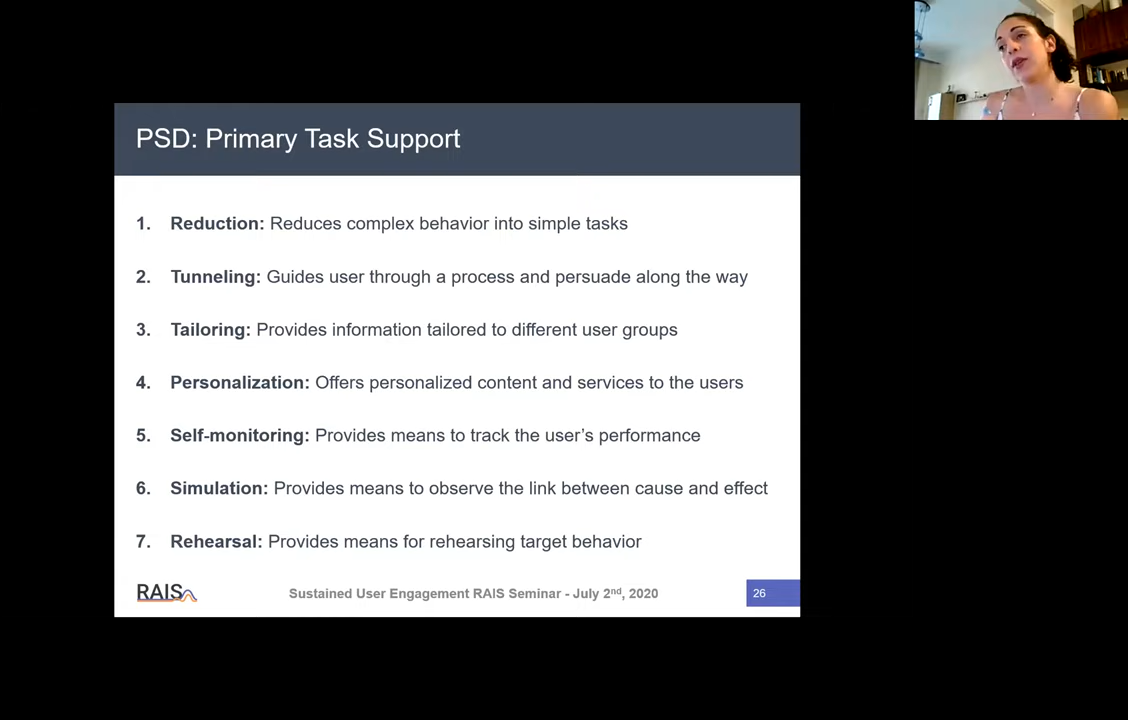 PSD: Primary Task Support
1. Reduction: Reduces complex behavior into simple tasks
2. Tunneling: Guides user through a process and persuade along the way
3. Tailoring: Provides information tailored to different user groups
4. Personalization: Offers personalized content and services to the users
5. Self-monitoring: Provides means to track the user’s performance
6. Simulation: Provides means to observe the link between cause and effect
7. Rehearsal: Provides means for rehearsing target behavior
RAIS Sustained User Engagement RAIS Seminar - July 2nd, 2020 26